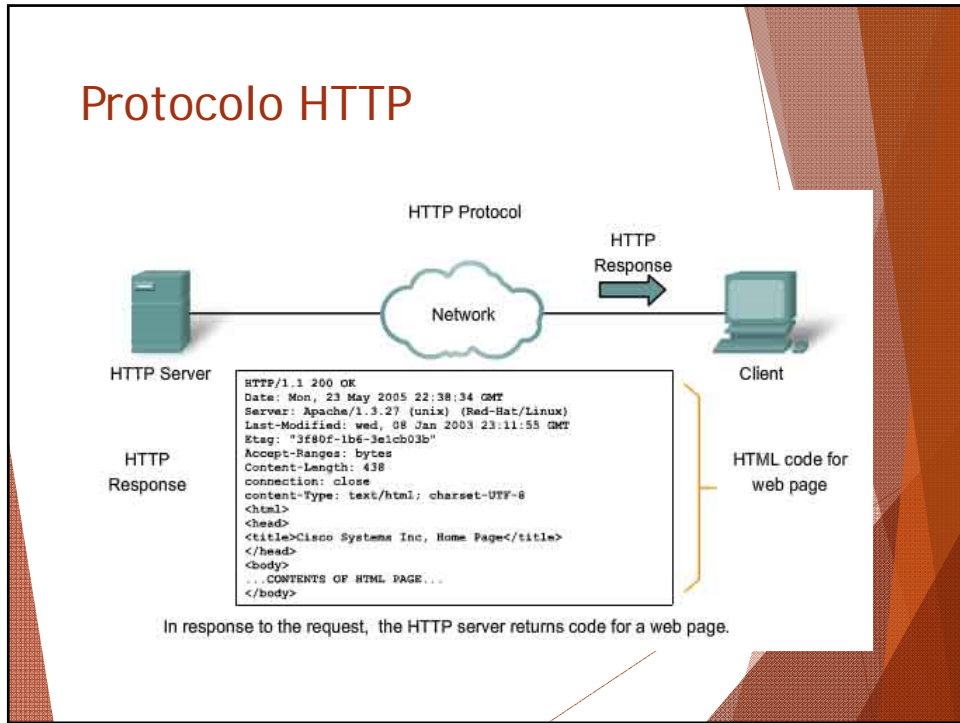 Protocolo HTTP
HTTP Protocol
HTTP
Response
Network
HTTP Server
Client
HTTP
Response
HTTP/1.1 200 OK
Date: Mon, 23 May 2005 22:38:34 GMT
Server: Apache/1.3.27 (unix) (Red-Hat/Linux)
Last-Modified: wed, 08 Jan 2003 23:11:55 GMT
Etag: "3f80f-1b6-3e1cb03b"
Accept-Ranges: bytes
Content-Length: 438
connection: close
content-Type: text/html; charset-UTF-8
<html>
<head>
<title>Cisco Systems Inc, Home Page</title>
</head>
<body>
...CONTENTS OF HTML PAGE...
</body>
HTML code for
web page
In response to the request, the HTTP server returns code for a web page.